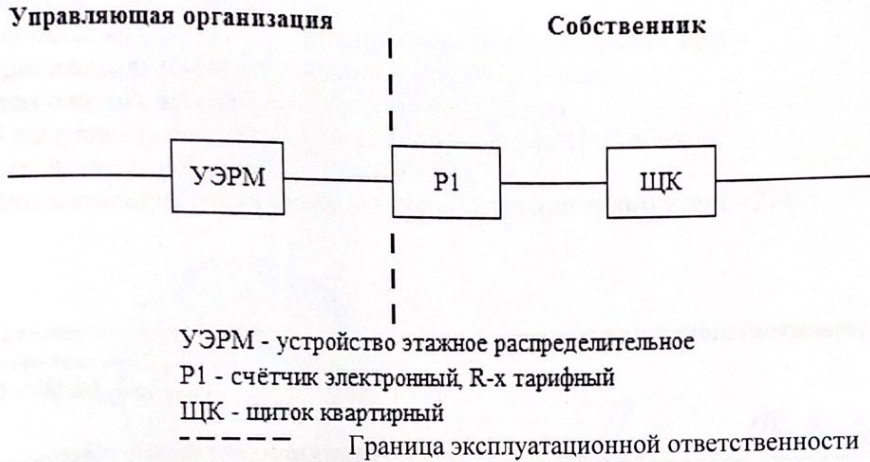 Управляющая организация
Собственник
УЭРМ
Р1
ЩК
УЭРМ - устройство этажное распределительное
Р1 - счётчик электронный, R-х тарифный
ЩК - щиток квартирный
Граница эксплуатационной ответственности